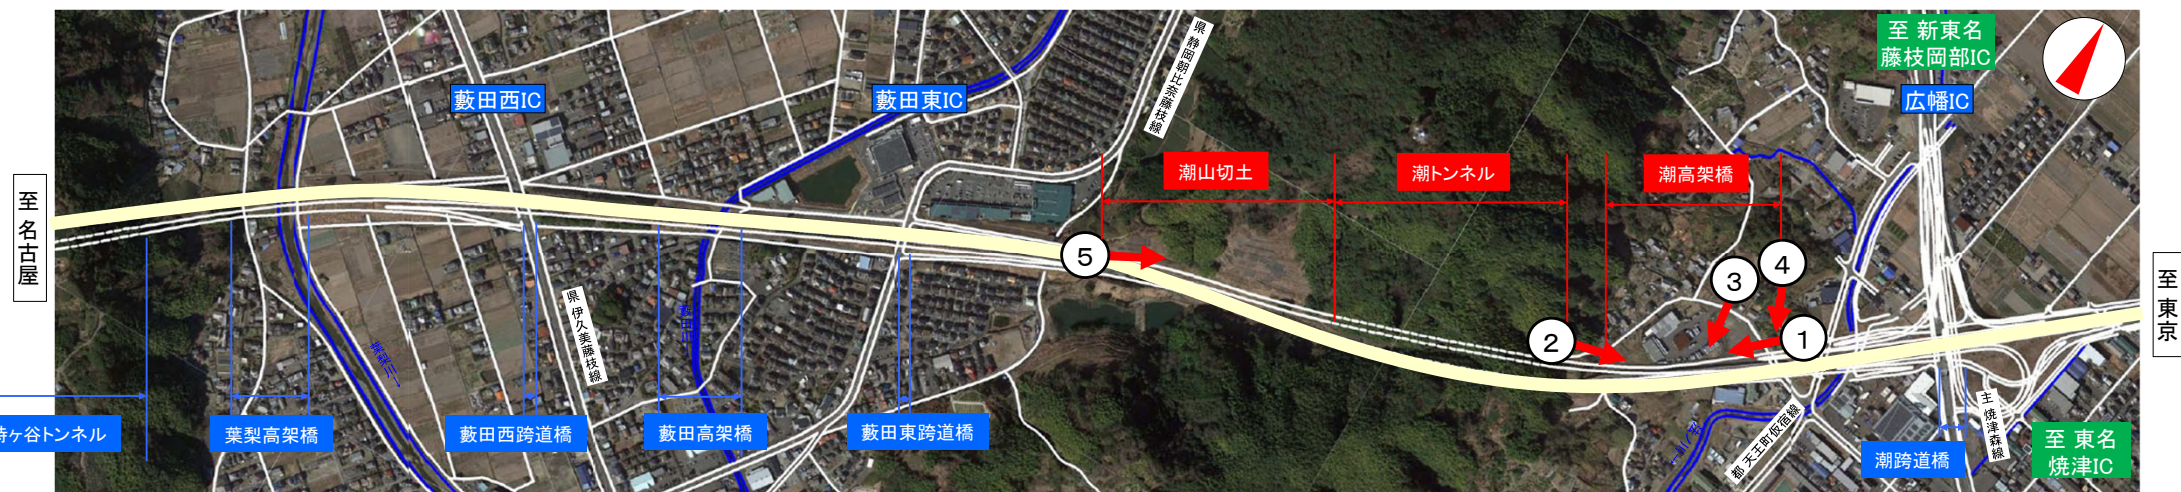 至 新東名
藤枝岡部IC
広幡IC
藪田西IC
藪田東IC
県 静岡朝比奈藤枝線
潮山切土
潮トンネル
潮高架橋
至 名古屋
至 東京
⑤
③
④
②
①
県 伊久美藤枝線
葉梨川
藪田川
都 天王町仮宿線
主 焼津森線
ヶ谷トンネル
葉梨高架橋
藪田西跨道橋
藪田高架橋
藪田東跨道橋
潮跨道橋
至 東名
焼津IC